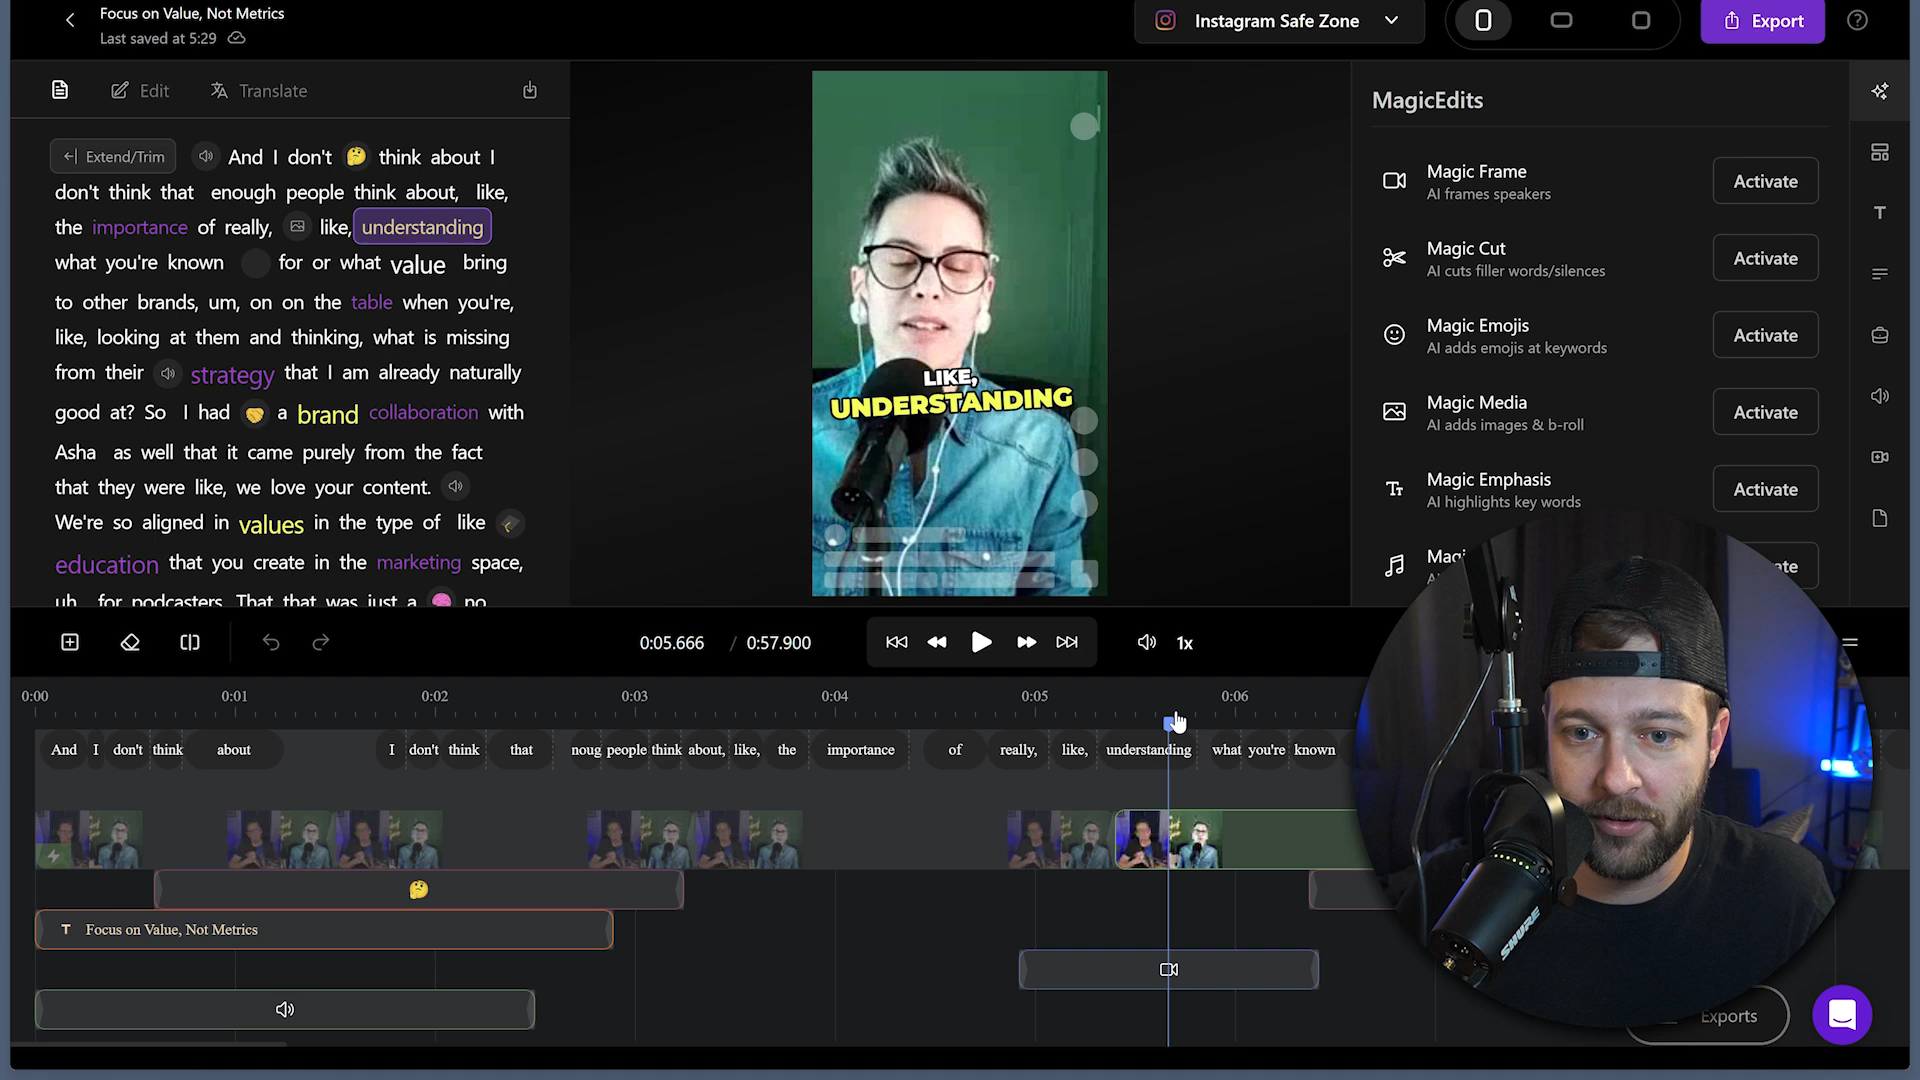 Focus on Value, Not Metrics
Last saved at 5:29
Instagram Safe Zone
Export
Edit
Translate
Extend/Trim And I don't think about I
don't think that enough people think about, like,
the importance of really, like, understanding
what you're known for or what value bring
to other brands, um, on on the table when you're,
like, looking at them and thinking, what is missing
from their strategy that I am already naturally
good at? So I had a brand collaboration with
Asha as well that it came purely from the fact
that they were like, we love your content.
We're so aligned in values in the type of like
education that you create in the marketing space,
uh for podcasters. That that was just a no
LIKE,
UNDERSTANDING
MagicEdits
Magic Frame
AI frames speakers
Activate
Magic Cut
AI cuts filler words/silences
Activate
Magic Emojis
AI adds emojis at keywords
Activate
Magic Media
AI adds images & b-roll
Activate
Magic Emphasis
AI highlights key words
Activate
0:05.666 / 0:57.900
1x
0:00 0:01 0:02 0:03 0:04 0:05 0:06
And I don't think about I don't think that noug people think about, like, the importance of really, like, understanding what you're known
Focus on Value, Not Metrics
SHURE
Exports